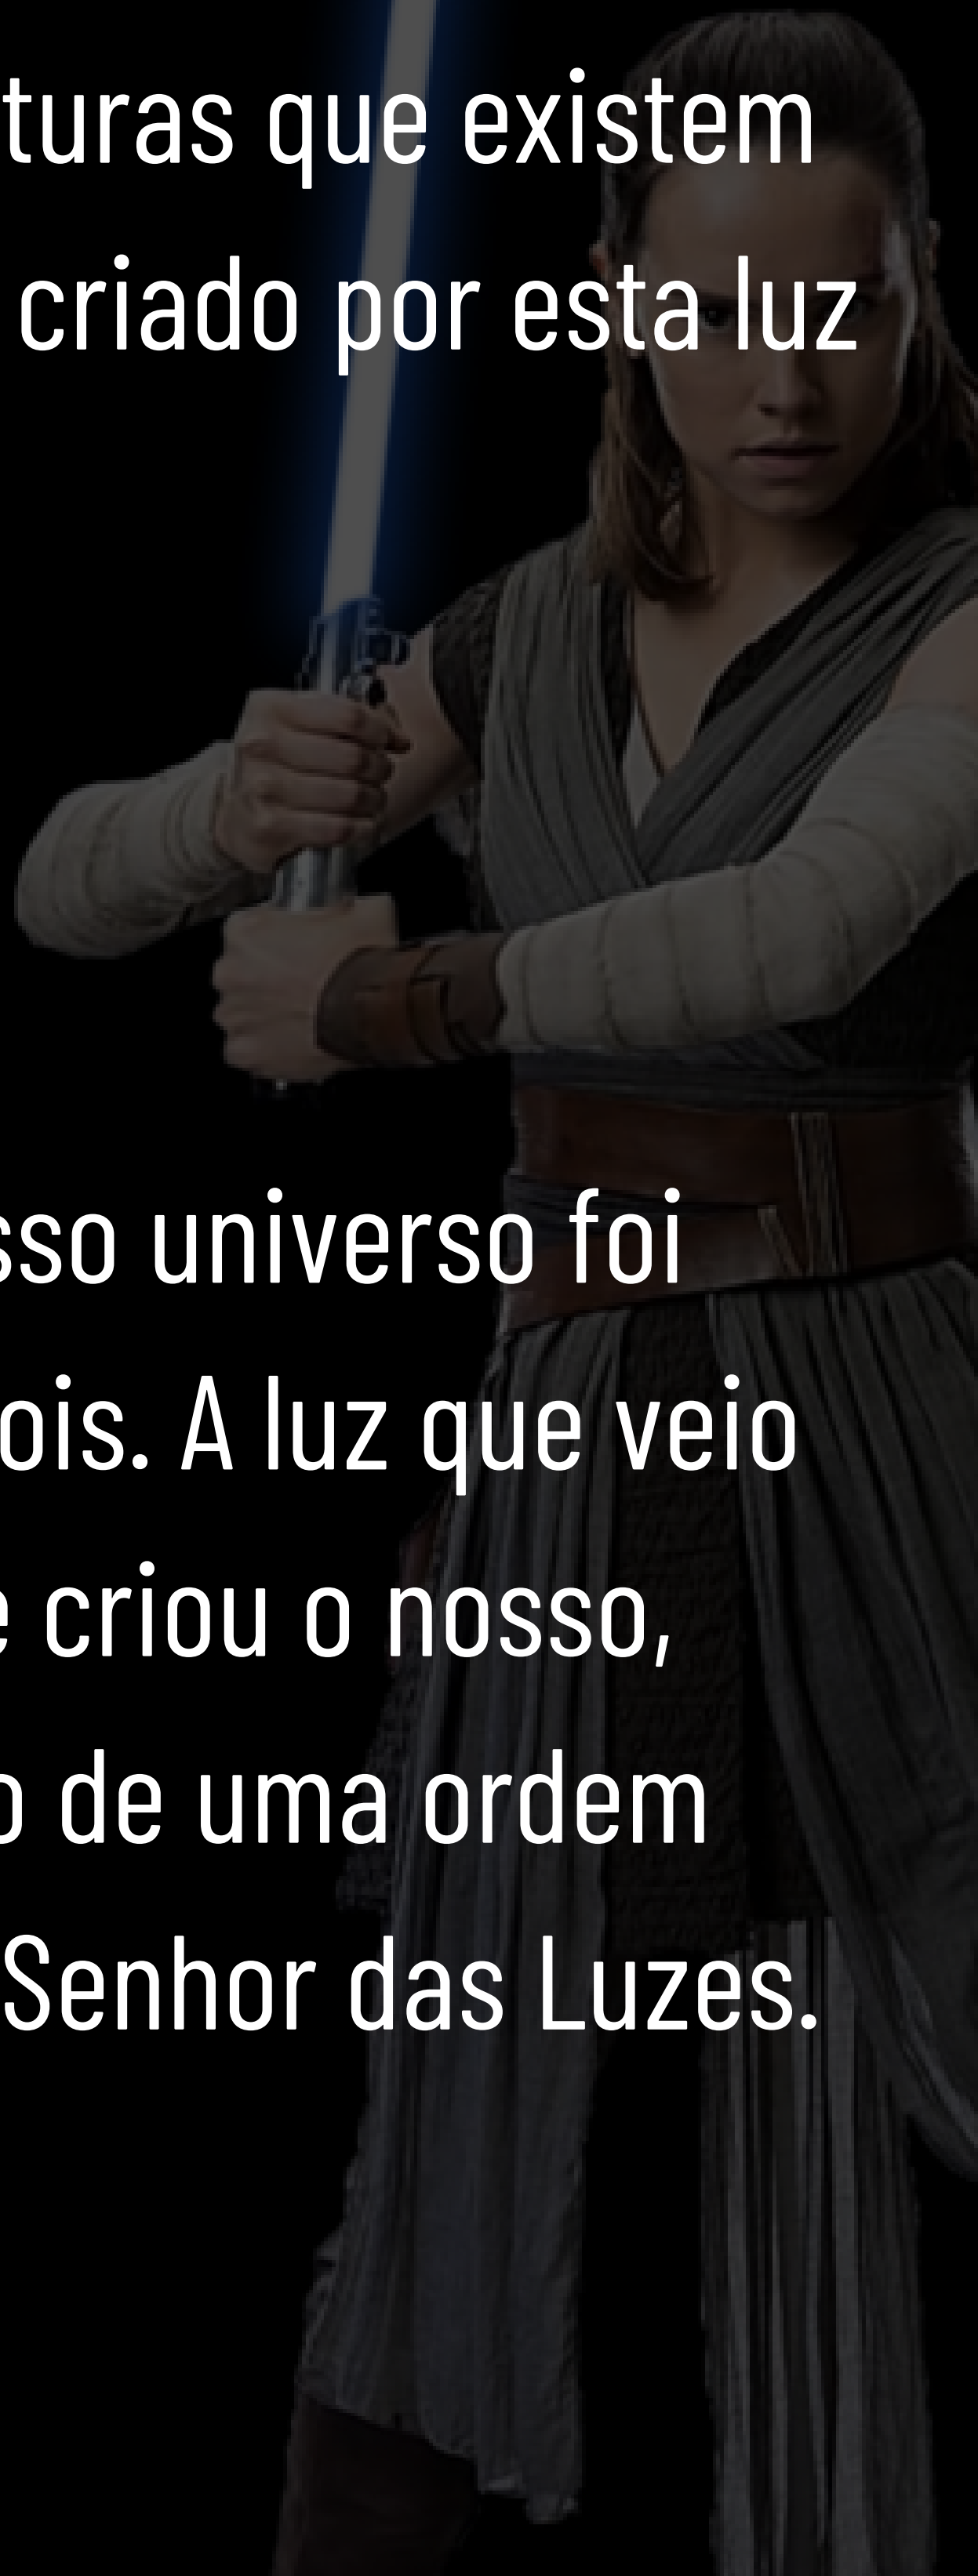 turas que existem
criado por esta luz
sso universo foi
ois. A luz que veio
e criou o nosso,
o de uma ordem
Senhor das Luzes.